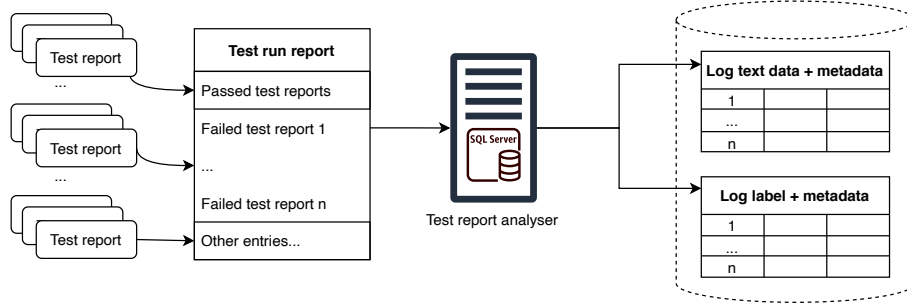 Test report
...
Test report
...
Test report
Test run report
Passed test reports
Failed test report 1
...
Failed test report n
Other entries...
SQL Server
Test report analyser
Log text data + metadata
1
...
n
Log label + metadata
1
...
n